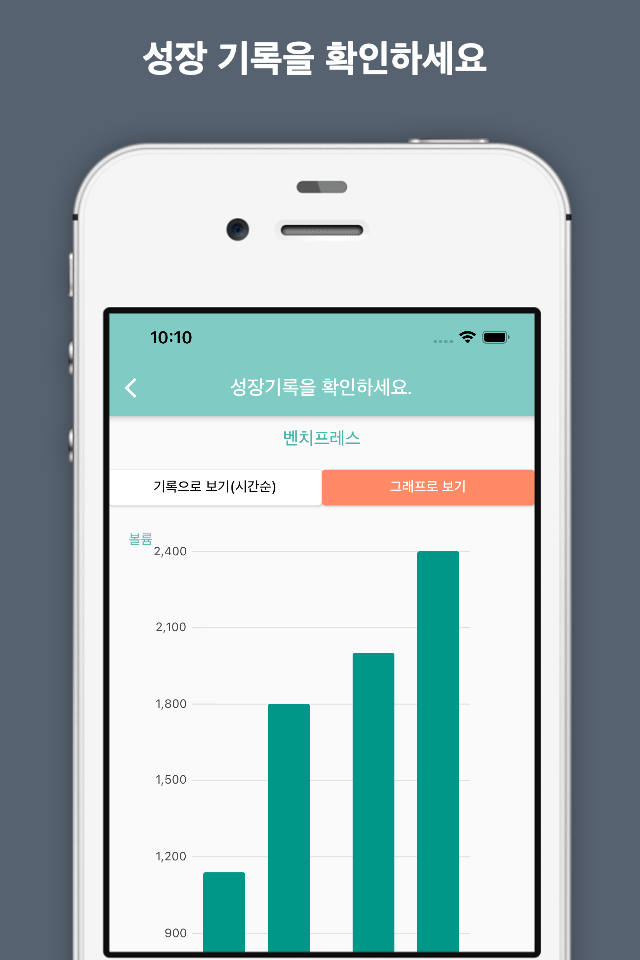 성장 기록을 확인하세요
10:10
성장기록을 확인하세요.
벤치프레스
기록으로 보기(시간순)
그래프로 보기
볼륨
2,400
2,100
1,800
1,500
1,200
900